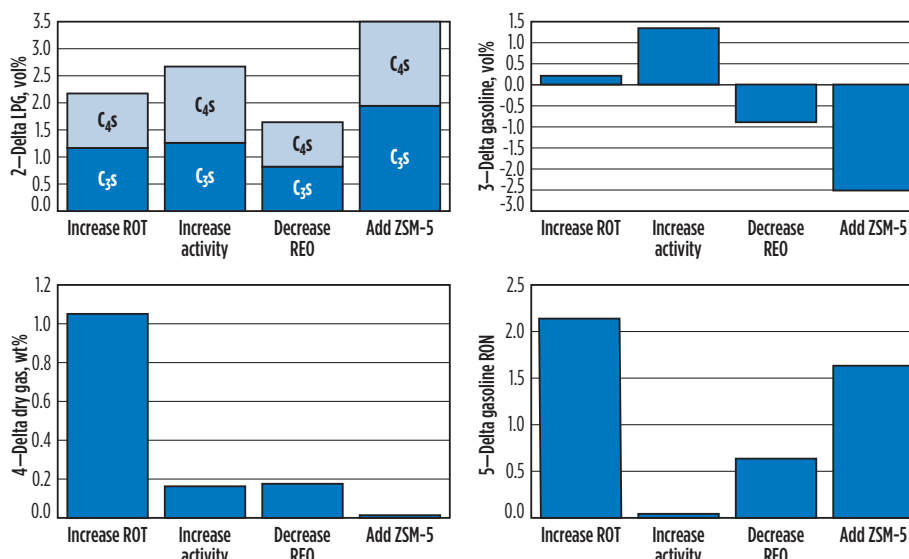 2—Delta LPG, vol%
3.5
3.5
2.5
2.0
1.5
1.0
0.5
0.0
C₄s
C₃s
C₄s
C₃s
C₄s
C₃s
C₄s
C₃s
Increase ROT
Increase
activity
Decrease
REO
Add ZSM-5
3—Delta gasoline, vol%
1.5
1.5
0.5
0.0
-0.5
-1.0
-1.5
-2.0
-2.5
-3.0
Increase ROT
Increase
activity
Decrease
REO
Add ZSM-5
4—Delta dry gas, wt%
1.2
1.0
0.8
0.6
0.4
0.2
0.0
Increase ROT
Increase
activity
Decrease
REO
Add ZSM-5
5—Delta gasoline RON
2.5
2.0
1.5
1.0
0.5
0.0
Increase ROT
Increase
activity
Decrease
REO
Add ZSM-5